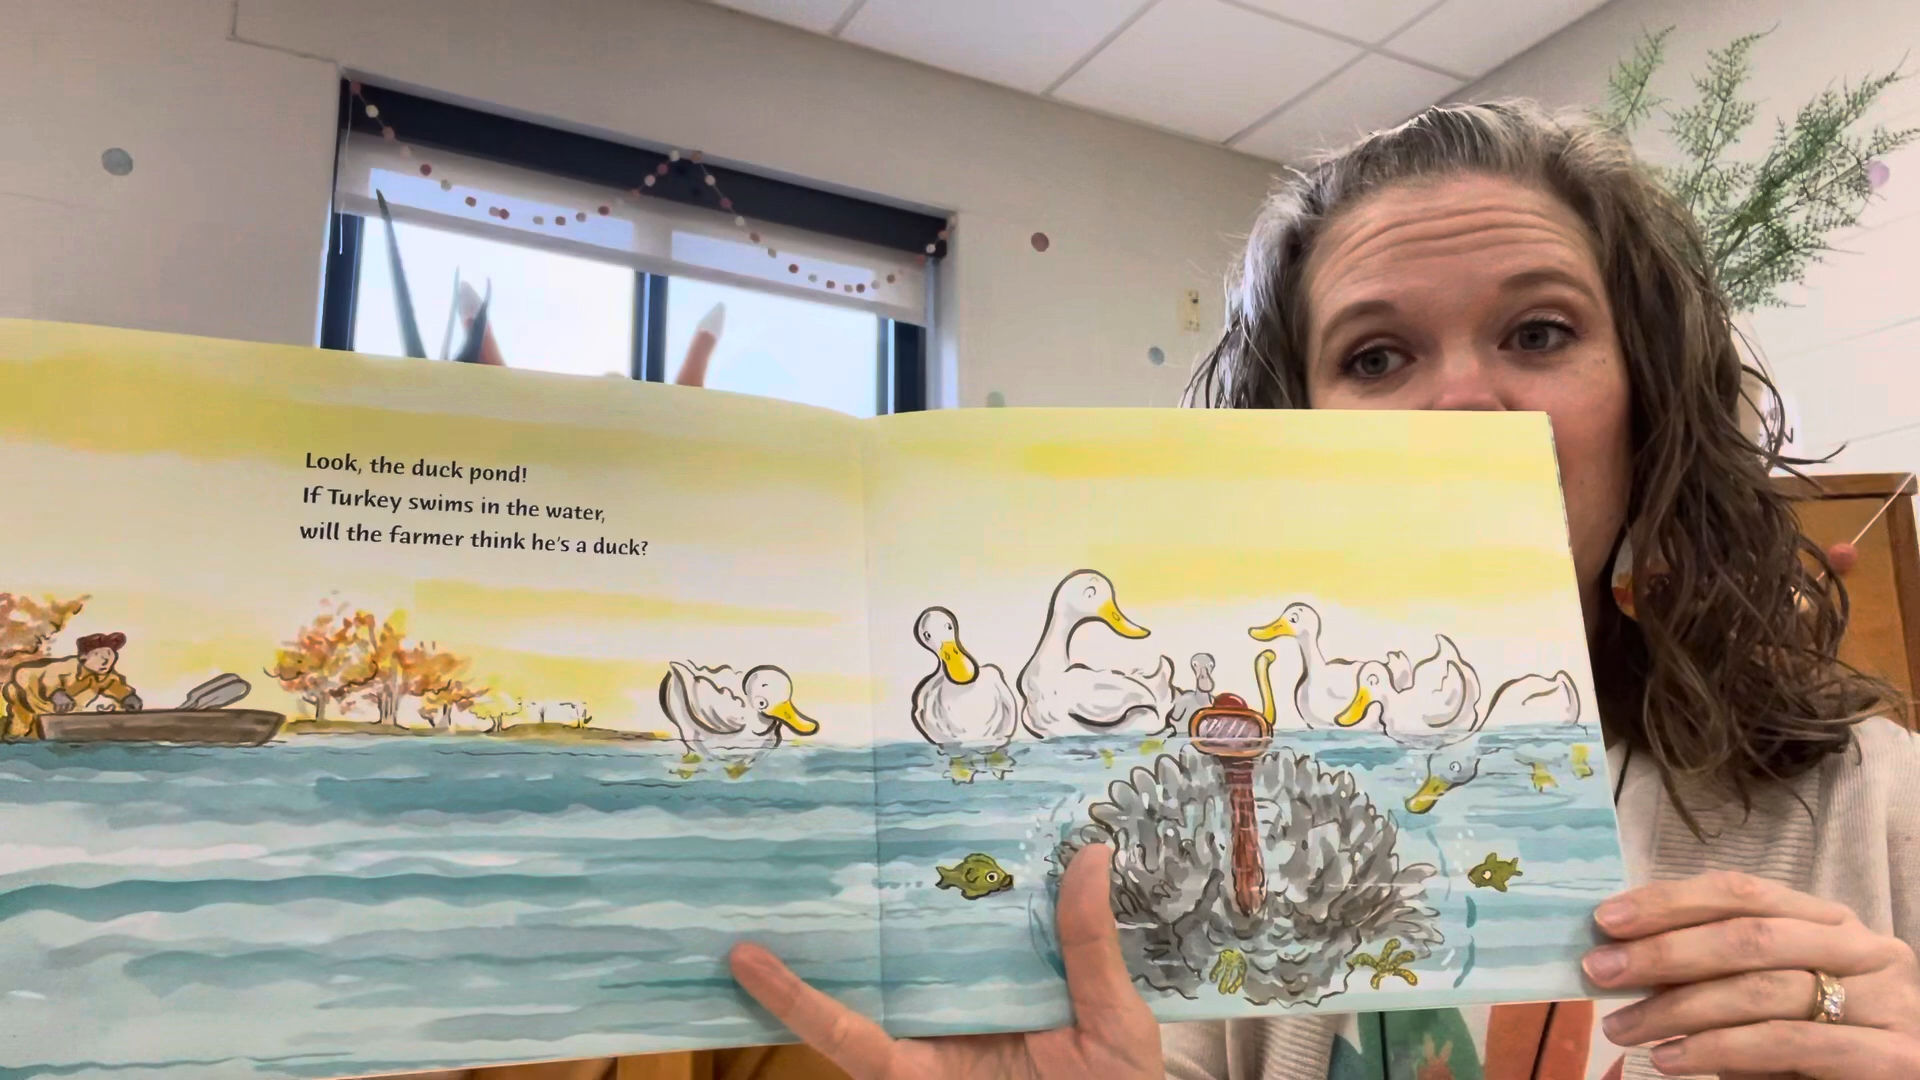 Look, the duck pond!
If Turkey swims in the water,
will the farmer think he's a duck?